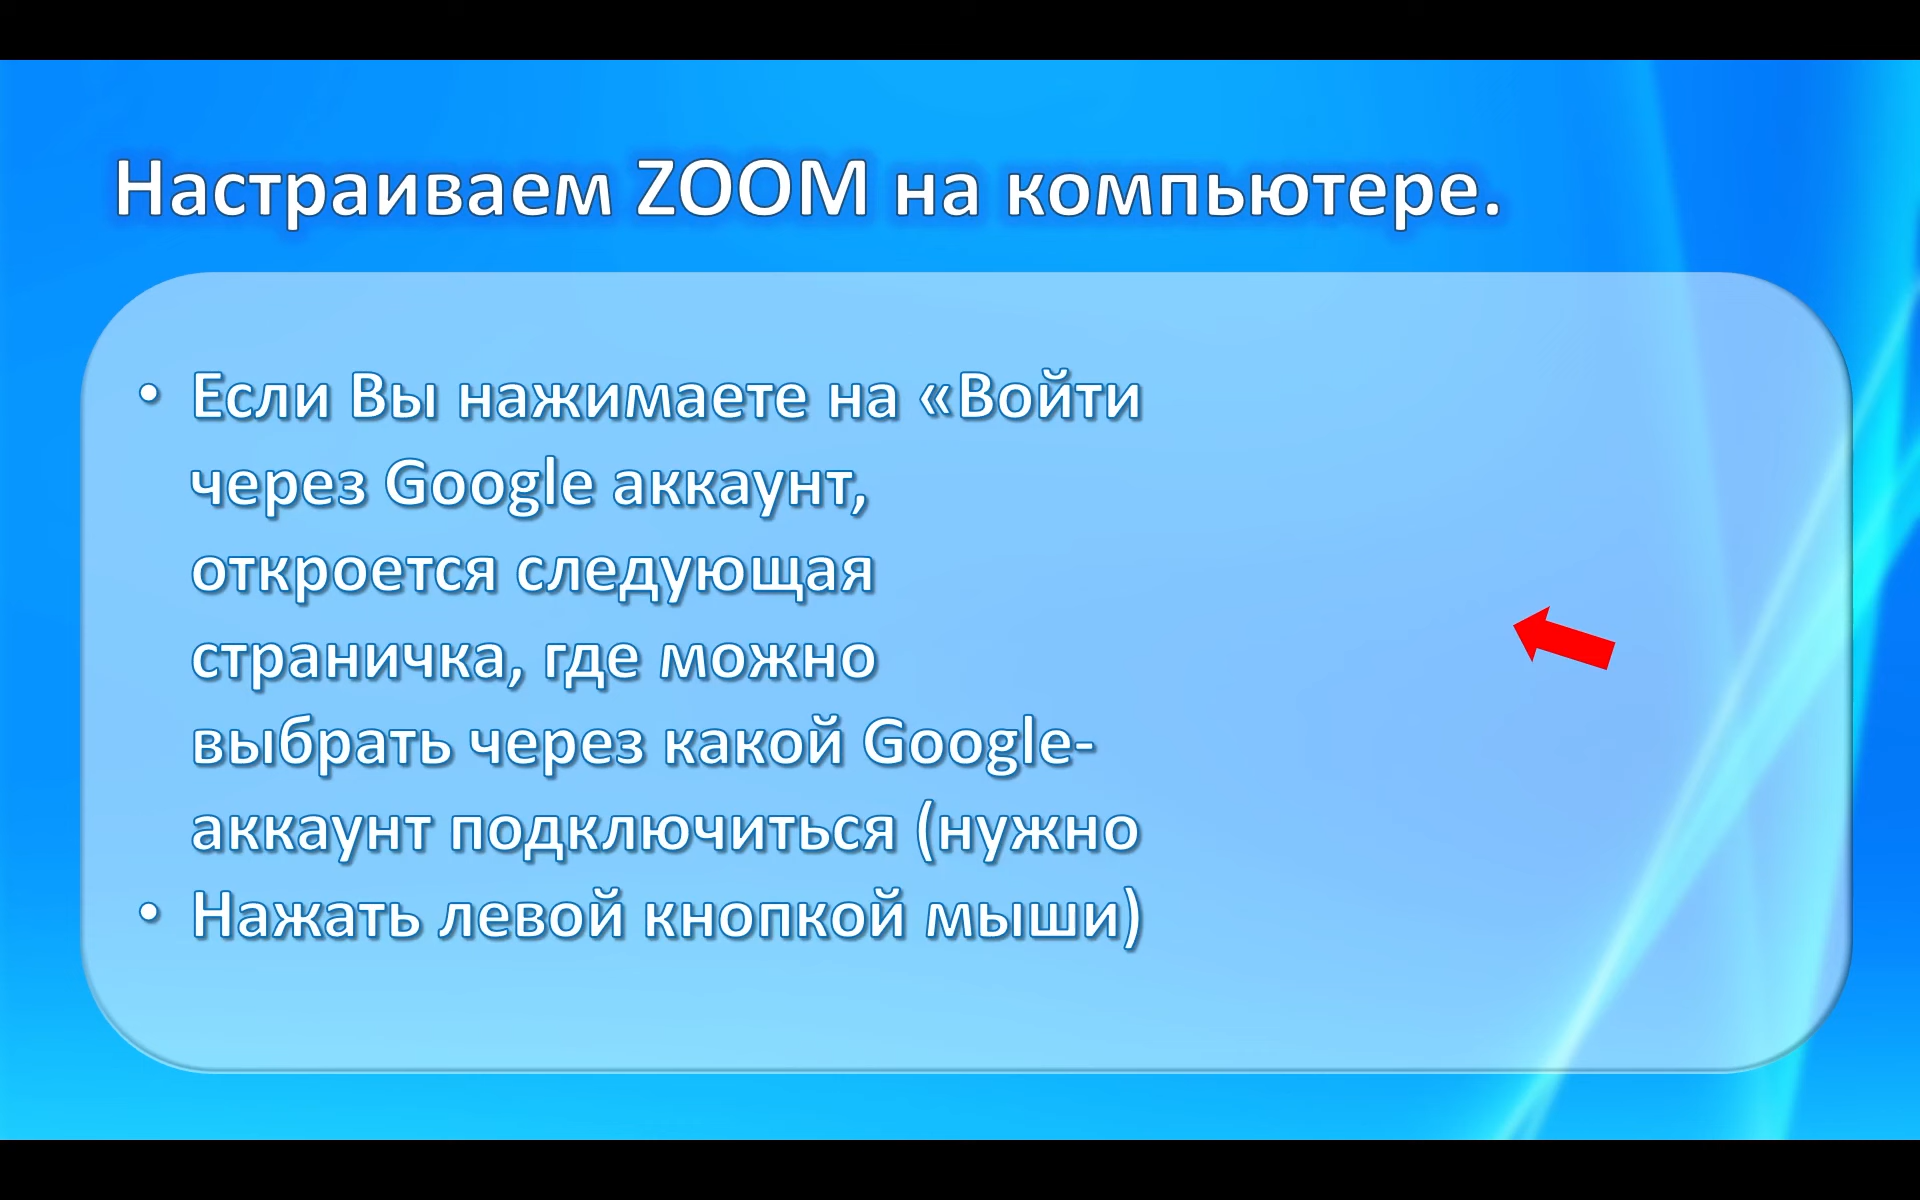 Настраиваем ZOOM на компьютере.
• Если Вы нажимаете на «Войти
через Google аккаунт,
откроется следующая
страничка, где можно
выбрать через какой Google-
аккаунт подключиться (нужно
• Нажать левой кнопкой мыши)